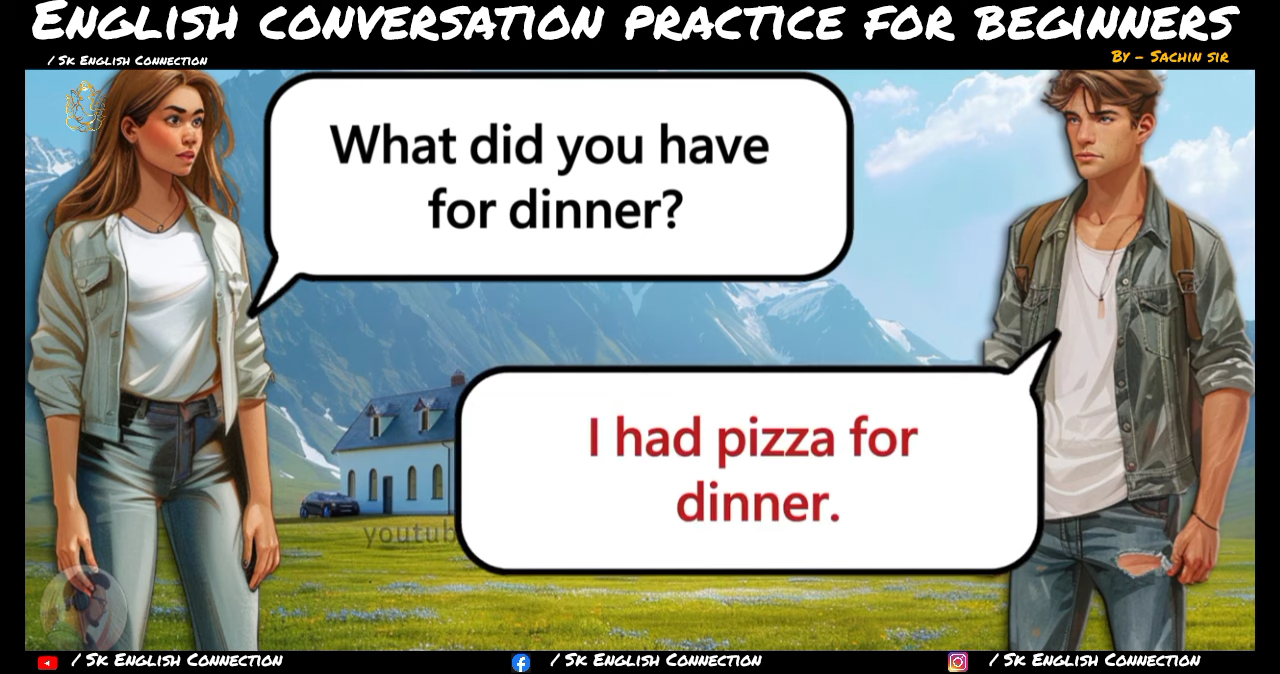 English conversation practice for beginners
/ Sk English Connection
By - Sachin sir
What did you have
for dinner?
I had pizza for
dinner.
youtub
/ Sk English Connection
/ Sk English Connection
/ Sk English Connection